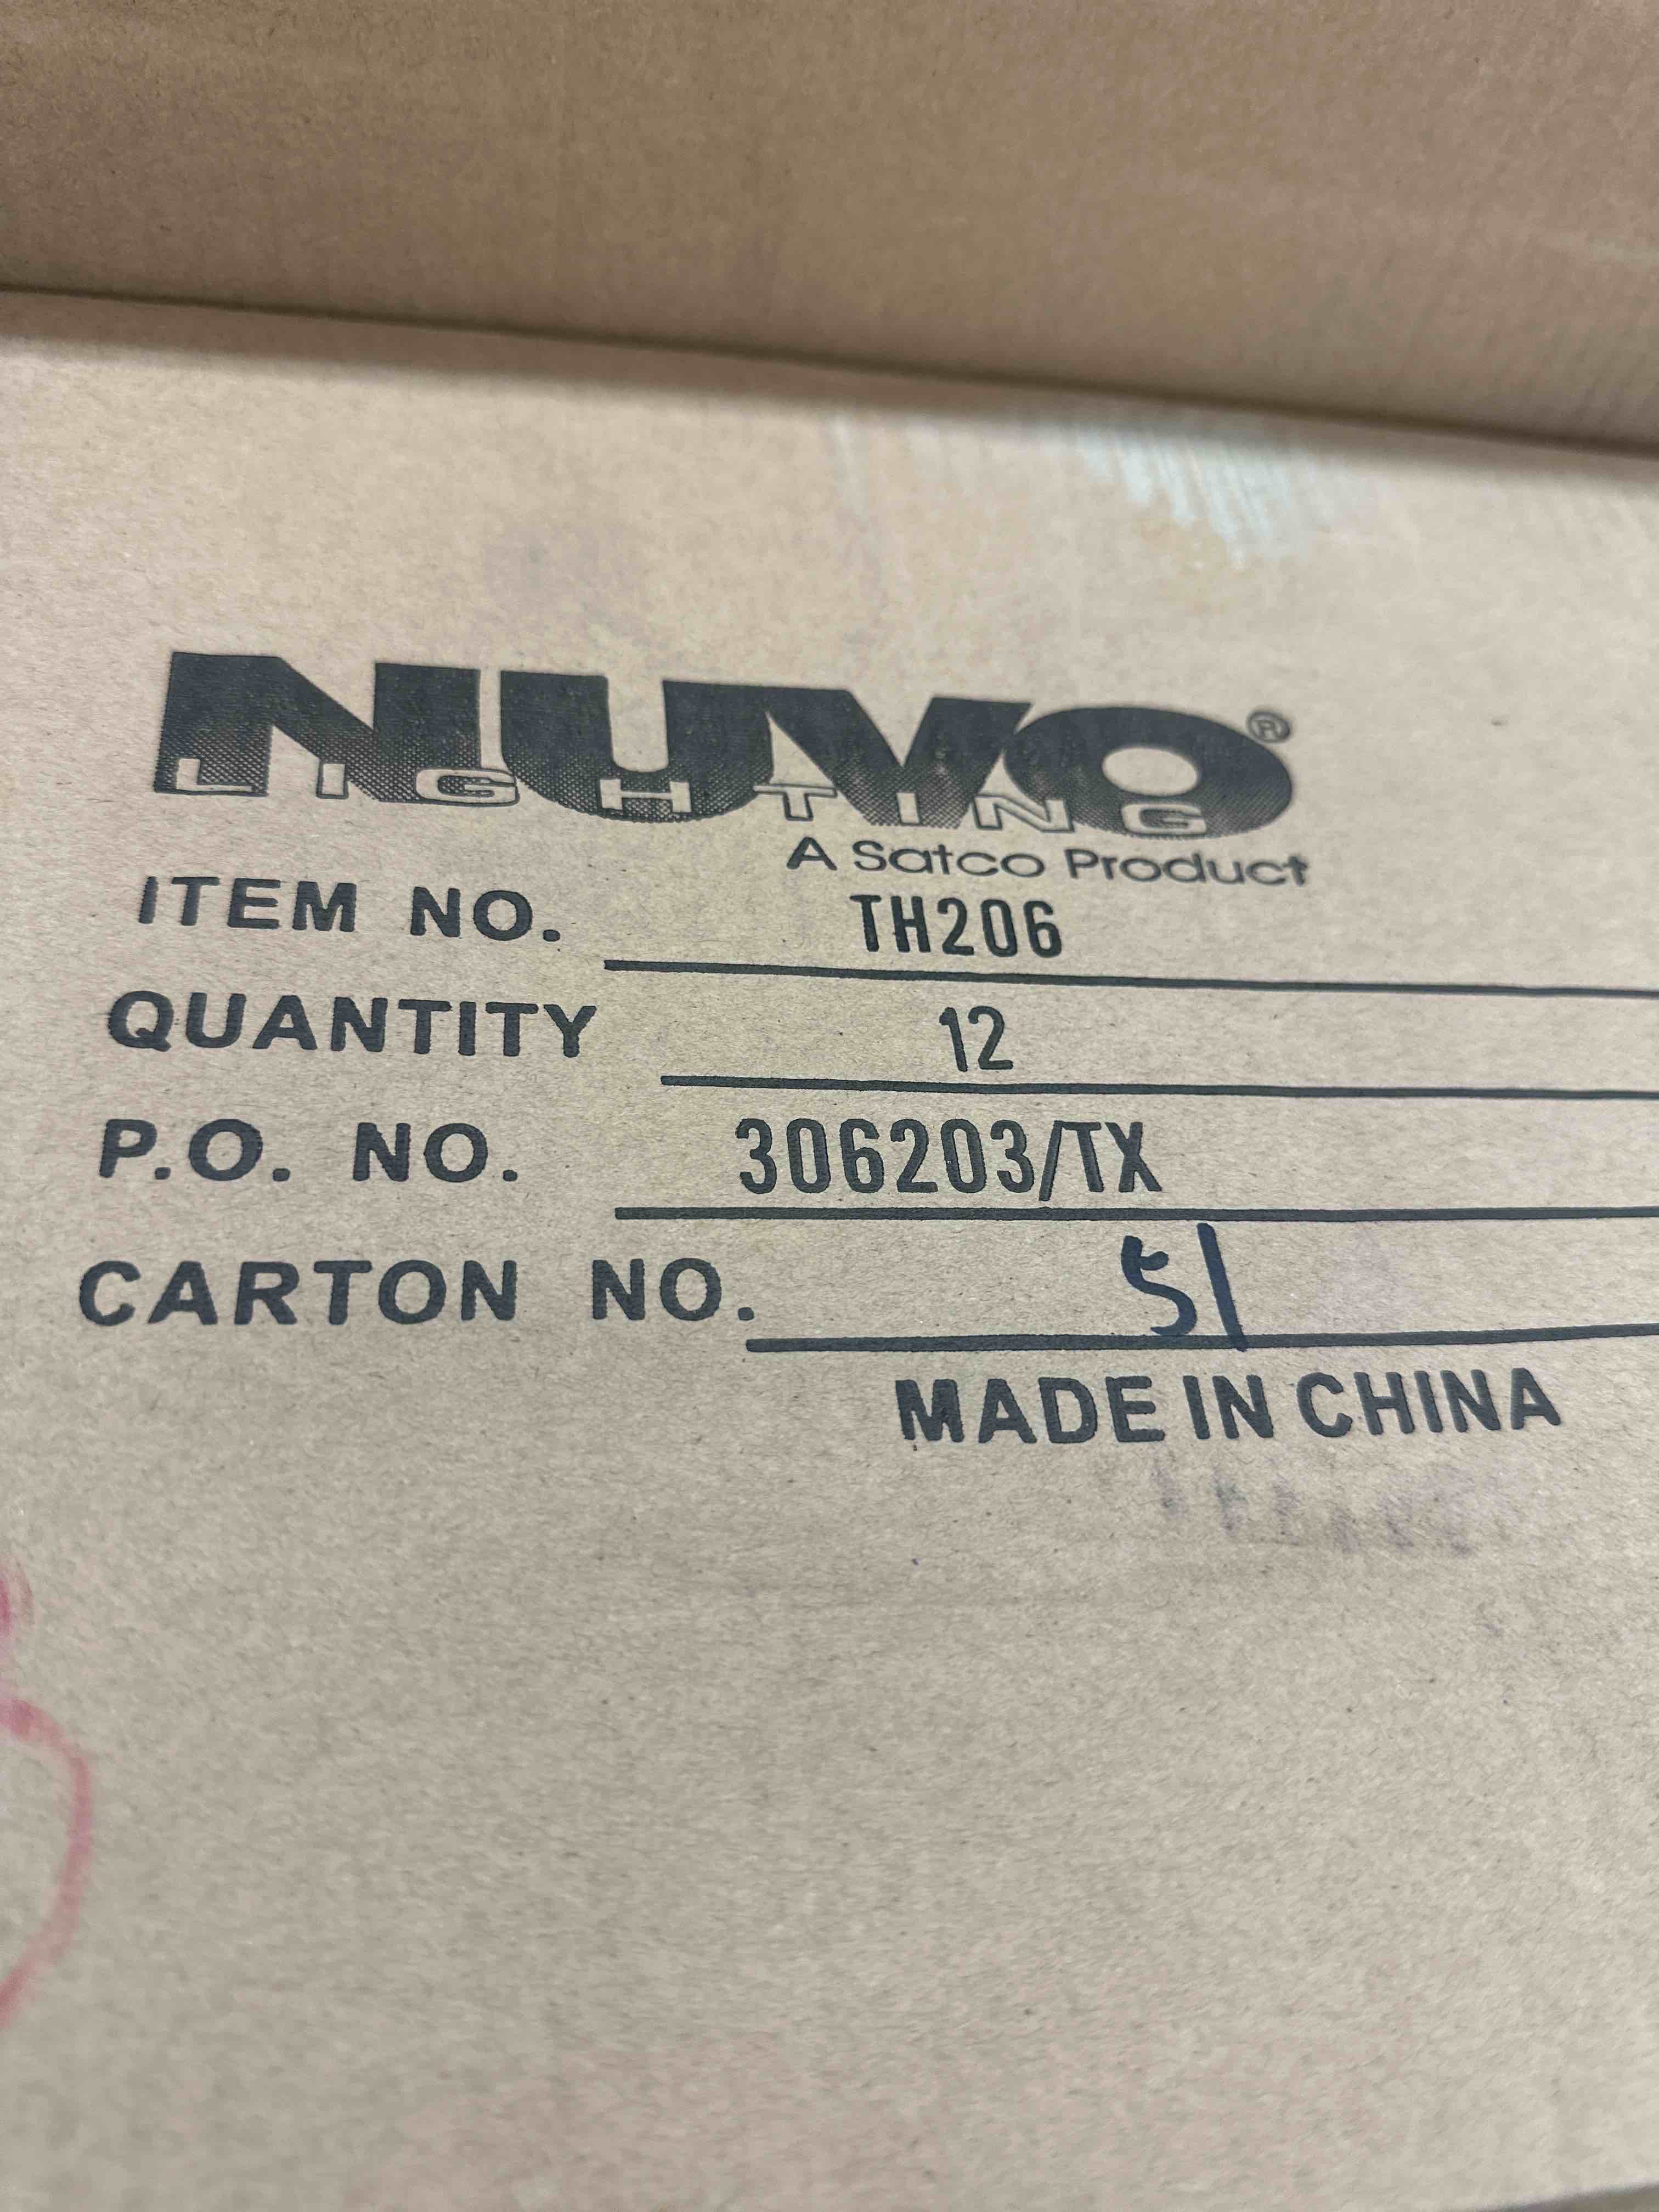 NUVO®
LIGHTING
A Satco Product
ITEM NO. TH206
QUANTITY 12
P.O. NO. 306203/TX
CARTON NO. 51
MADE IN CHINA